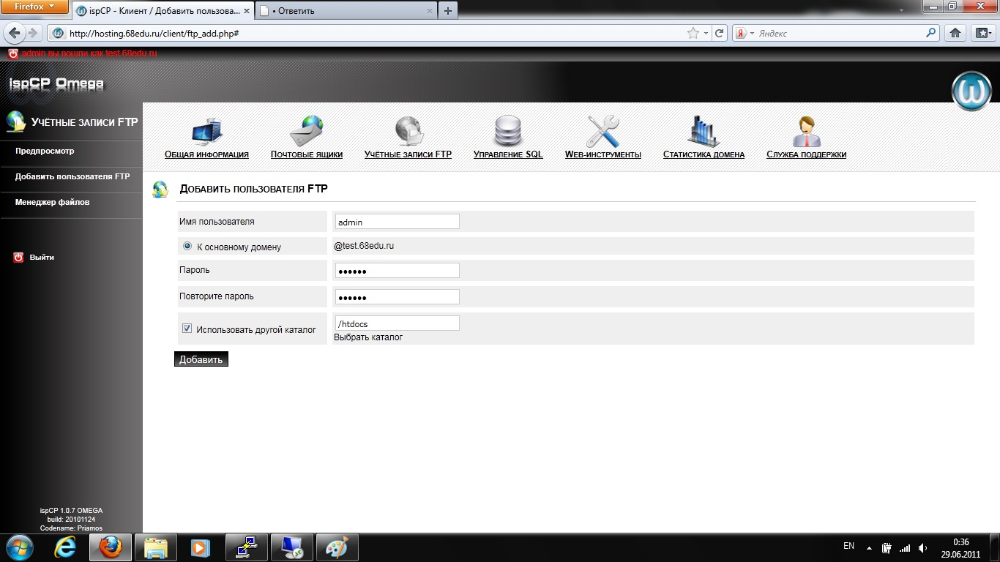 Firefox
ispCP - Клиент / Добавить пользова...
• Ответить
http://hosting.68edu.ru/client/ftp_add.php#
Яндекс
admin вы вошли как test.68edu.ru
ispCP Omega
Учётные записи FTP
Предпросмотр
Добавить пользователя FTP
Менеджер файлов
Выйти
Общая информация
Почтовые ящики
Учётные записи FTP
Управление SQL
Web-инструменты
Статистика домена
Служба поддержки
Добавить пользователя FTP
Имя пользователя
admin
К основному домену
@test.68edu.ru
Пароль
••••••
Повторите пароль
••••••
Использовать другой каталог
/htdocs
Выбрать каталог
Добавить
ispCP 1.0.7 OMEGA
build: 20101124
Codename: Priamos
EN
0:36
29.06.2011